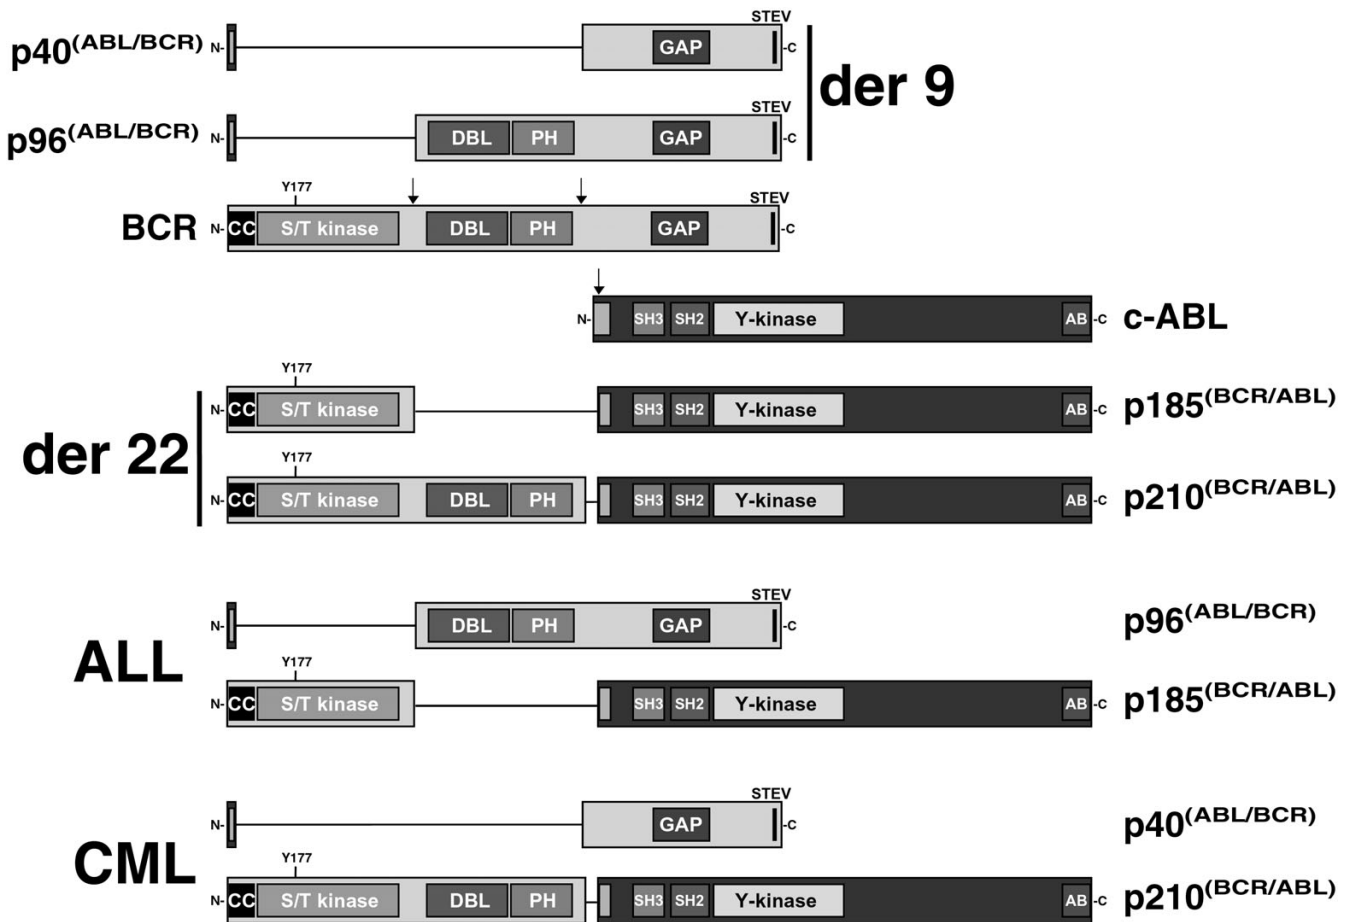 STEV
p40(ABL/BCR) N- GAP -C
der 9
STEV
p96(ABL/BCR) N- DBL PH GAP -C
Y177 STEV
BCR N- CC S/T kinase DBL PH GAP -C
N- SH3 SH2 Y-kinase AB -C c-ABL
Y177
N- CC S/T kinase SH3 SH2 Y-kinase AB -C p185(BCR/ABL)
der 22
Y177
N- CC S/T kinase DBL PH SH3 SH2 Y-kinase AB -C p210(BCR/ABL)
STEV
N- DBL PH GAP -C p96(ABL/BCR)
ALL
Y177
N- CC S/T kinase SH3 SH2 Y-kinase AB -C p185(BCR/ABL)
STEV
N- GAP -C p40(ABL/BCR)
CML
Y177
N- CC S/T kinase DBL PH SH3 SH2 Y-kinase AB -C p210(BCR/ABL)